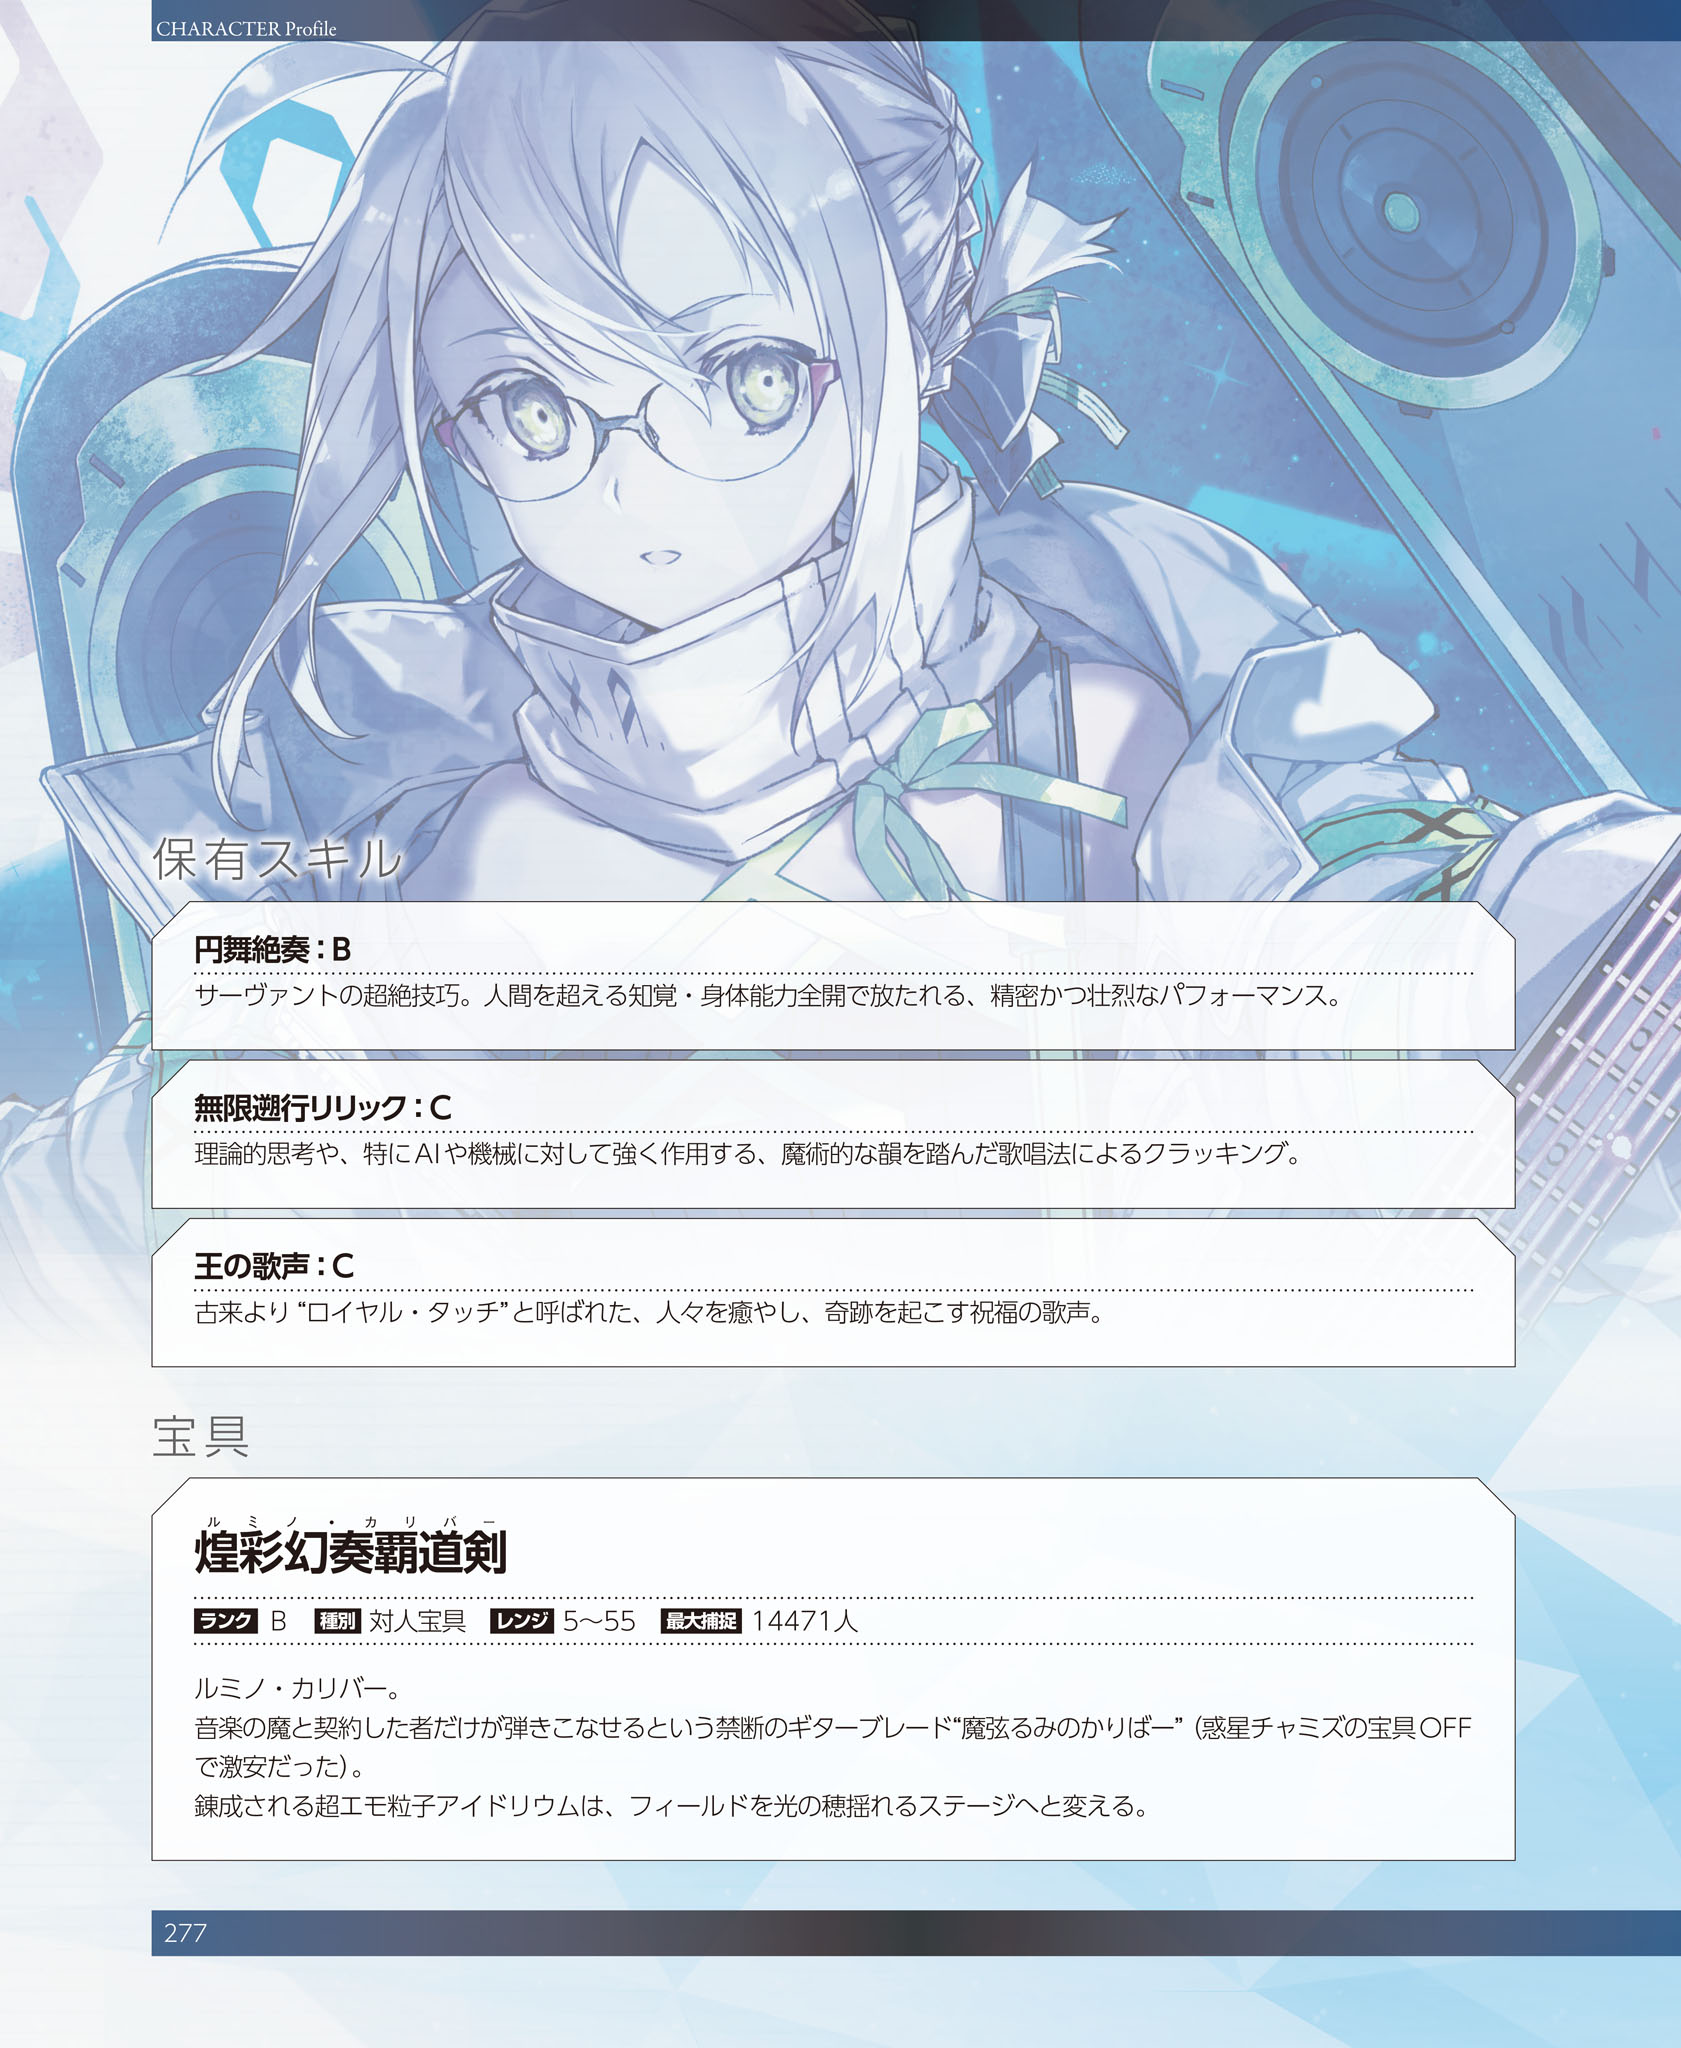 CHARACTER Profile
保有スキル
円舞絶奏：B
サーヴァントの超絶技巧。人間を超える知覚・身体能力全開で放たれる、精密かつ壮烈なパフォーマンス。
無限遡行リリック：C
理論的思考や、特にAIや機械に対して強く作用する、魔術的な韻を踏んだ歌唱法によるクラッキング。
王の歌声：C
古来より“ロイヤル・タッチ”と呼ばれた、人々を癒やし、奇跡を起こす祝福の歌声。
宝具
ルミノ・カリバー
煌彩幻奏覇道剣
ランク B 種別 対人宝具 レンジ 5～55 最大捕捉 14471人
ルミノ・カリバー。
音楽の魔と契約した者だけが弾きこなせるという禁断のギターブレード“魔弦るみのかりばー”（惑星チャミズの宝具OFF
で激安だった）。
錬成される超エモ粒子アイドリウムは、フィールドを光の穂揺れるステージへと変える。
277